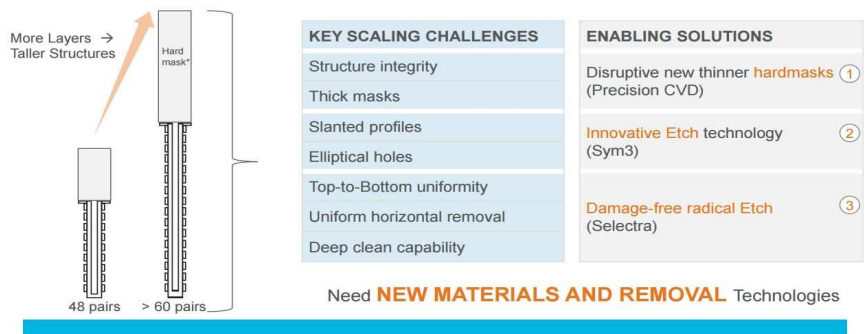 More Layers →
Taller Structures
Hard
mask*
48 pairs
> 60 pairs
KEY SCALING CHALLENGES
Structure integrity
Thick masks
Slanted profiles
Elliptical holes
Top-to-Bottom uniformity
Uniform horizontal removal
Deep clean capability
ENABLING SOLUTIONS
Disruptive new thinner hardmasks 1
(Precision CVD)
Innovative Etch technology 2
(Sym3)
Damage-free radical Etch 3
(Selectra)
Need NEW MATERIALS AND REMOVAL Technologies